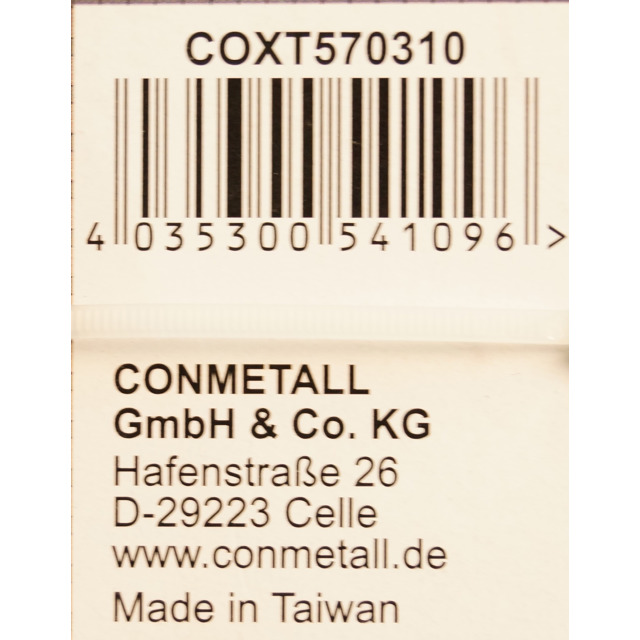 COXT570310
4 035300 541096 >
CONMETALL
GmbH & Co. KG
Hafenstraße 26
D-29223 Celle
www.conmetall.de
Made in Taiwan